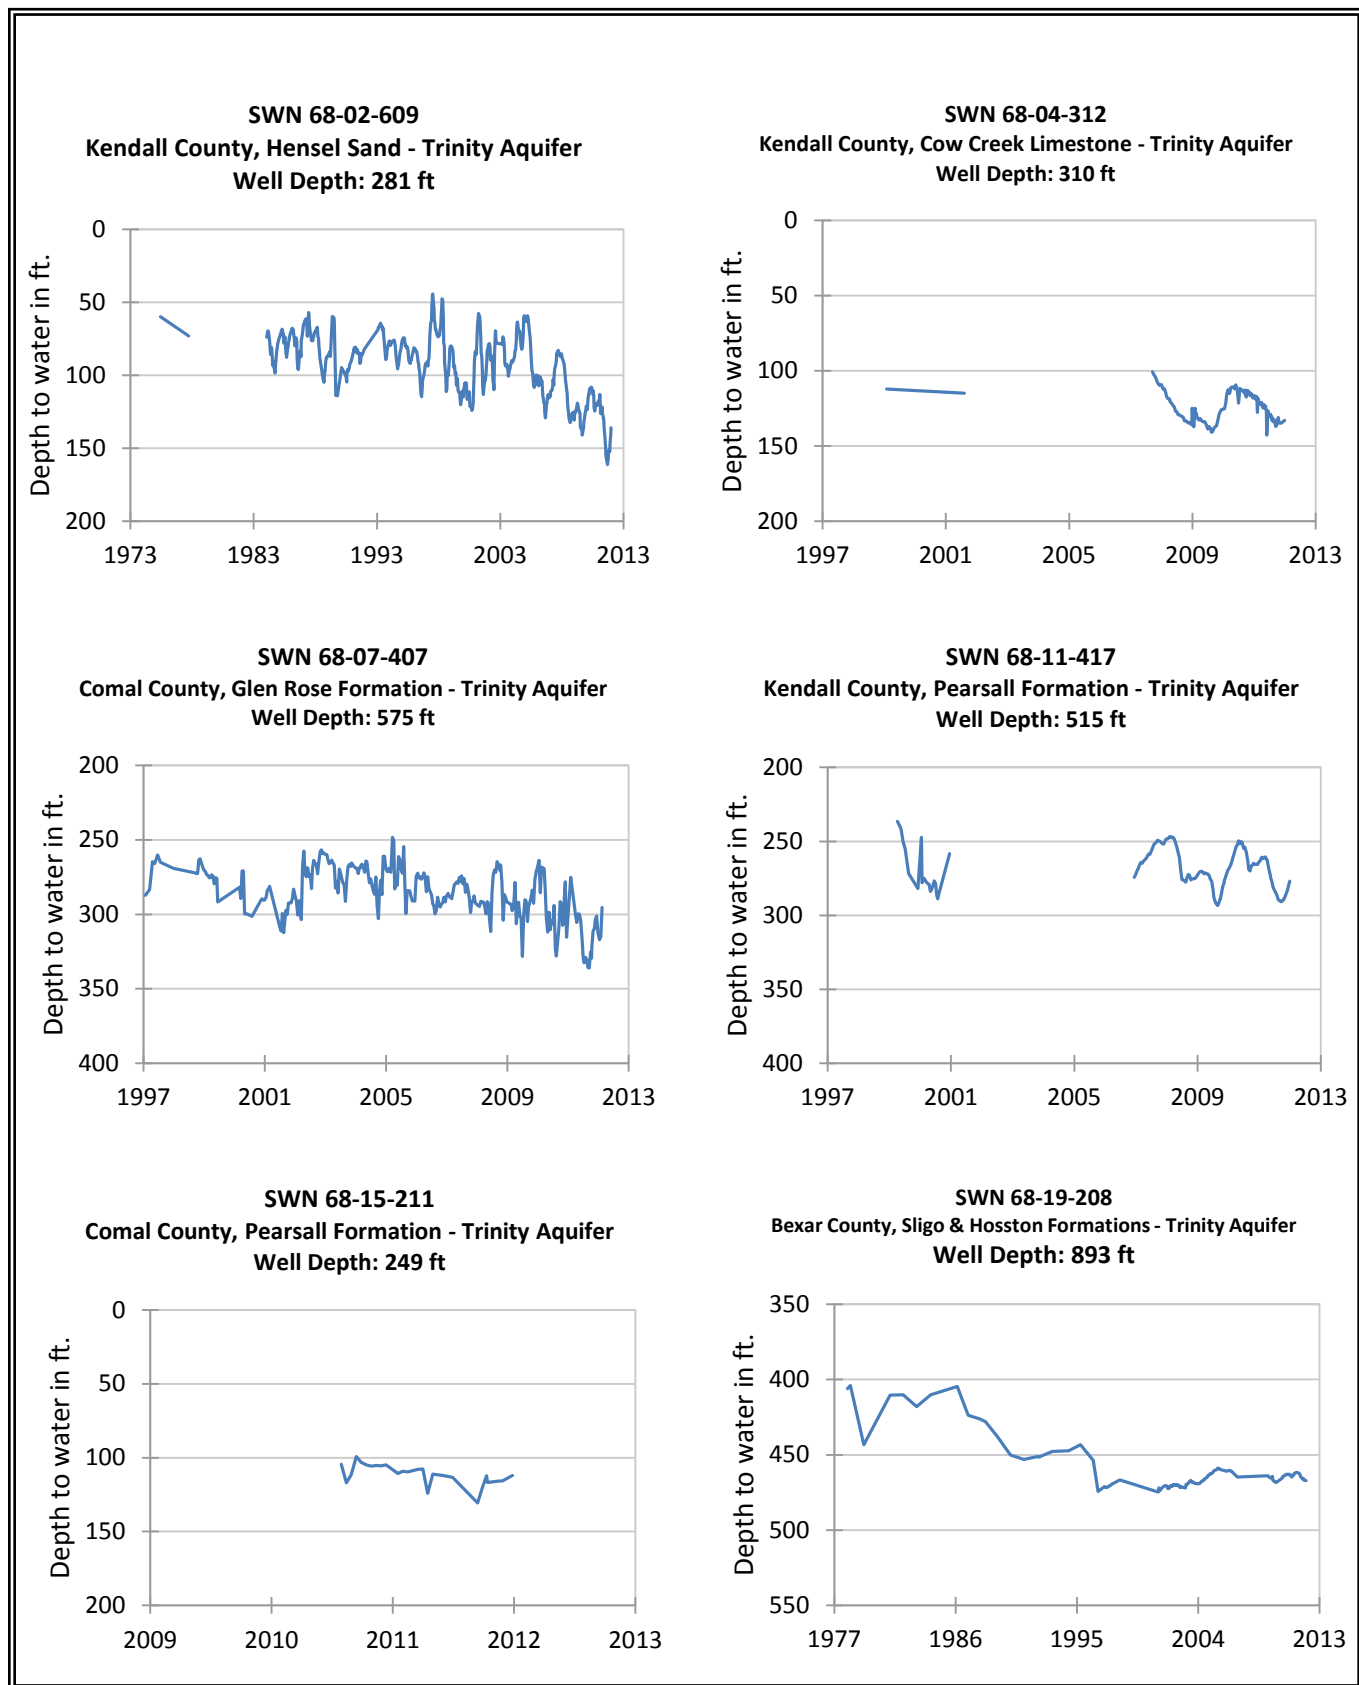 SWN 68-02-609
Kendall County, Hensel Sand - Trinity Aquifer
Well Depth: 281 ft
Depth to water in ft.
0
50
100
150
200
1973 1983 1993 2003 2013
SWN 68-04-312
Kendall County, Cow Creek Limestone - Trinity Aquifer
Well Depth: 310 ft
Depth to water in ft.
0
50
100
150
200
1997 2001 2005 2009 2013
SWN 68-07-407
Comal County, Glen Rose Formation - Trinity Aquifer
Well Depth: 575 ft
Depth to water in ft.
200
250
300
350
400
1997 2001 2005 2009 2013
SWN 68-11-417
Kendall County, Pearsall Formation - Trinity Aquifer
Well Depth: 515 ft
Depth to water in ft.
200
250
300
350
400
1997 2001 2005 2009 2013
SWN 68-15-211
Comal County, Pearsall Formation - Trinity Aquifer
Well Depth: 249 ft
Depth to water in ft.
0
50
100
150
200
2009 2010 2011 2012 2013
SWN 68-19-208
Bexar County, Sligo & Hosston Formations - Trinity Aquifer
Well Depth: 893 ft
Depth to water in ft.
350
400
450
500
550
1977 1986 1995 2004 2013